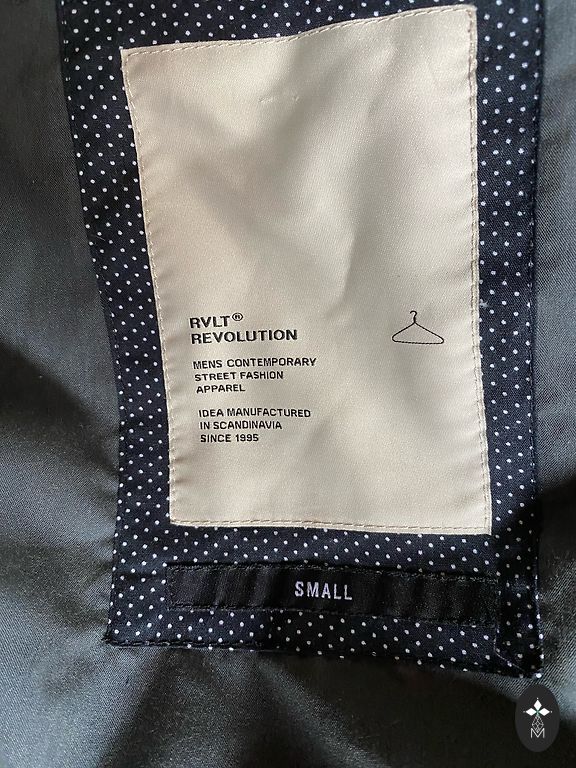 RVLT®
REVOLUTION
MENS CONTEMPORARY
STREET FASHION
APPAREL
IDEA MANUFACTURED
IN SCANDINAVIA
SINCE 1995
SMALL
M